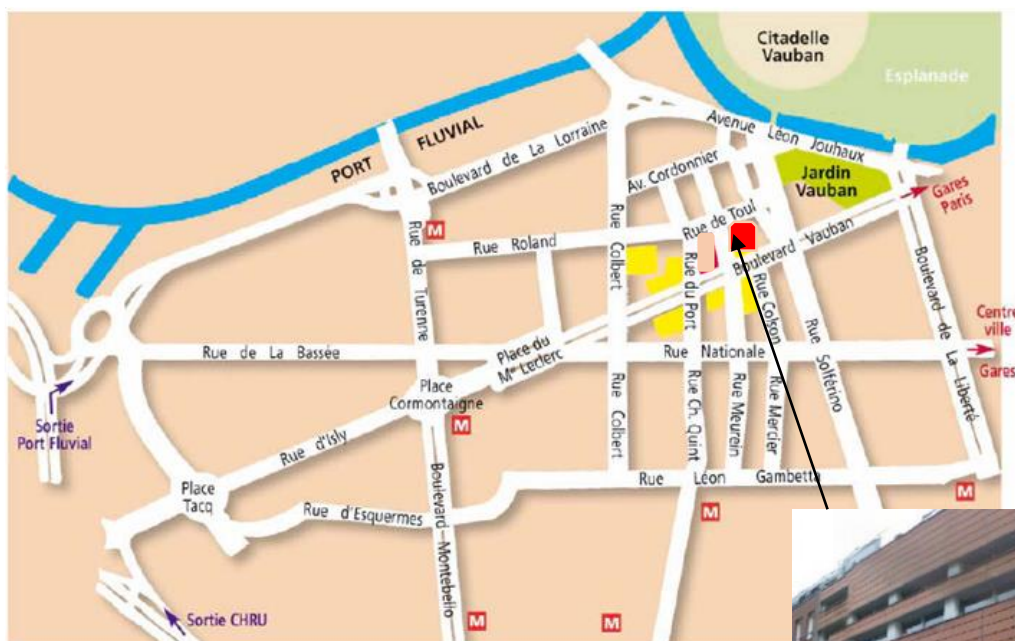 Citadelle
Vauban
Esplanade
PORT FLUVIAL
Boulevard de La Lorraine
Avenue Léon Jouhaux
Jardin
Vauban
Gares
Paris
Av. Cordonnier
Rue de Toul
Boulevard Vauban
M
Rue Roland
Rue de Turenne
Rue Colbert
Rue du Port
Rue Colson
Rue Solférino
Boulevard de La Liberté
Centre
ville
Gares
Rue de La Bassée
Place du
Mal Leclerc
Rue Nationale
Place
Cormontaigne
M
Rue Colbert
Rue Ch. Quint
Rue Meurein
Rue Mercier
Sortie
Port Fluvial
Rue d'Isly
Place
Tacq
Rue d'Esquermes
Boulevard Montebello
Rue Léon Gambetta
M
M
Sortie CHRU
M
M